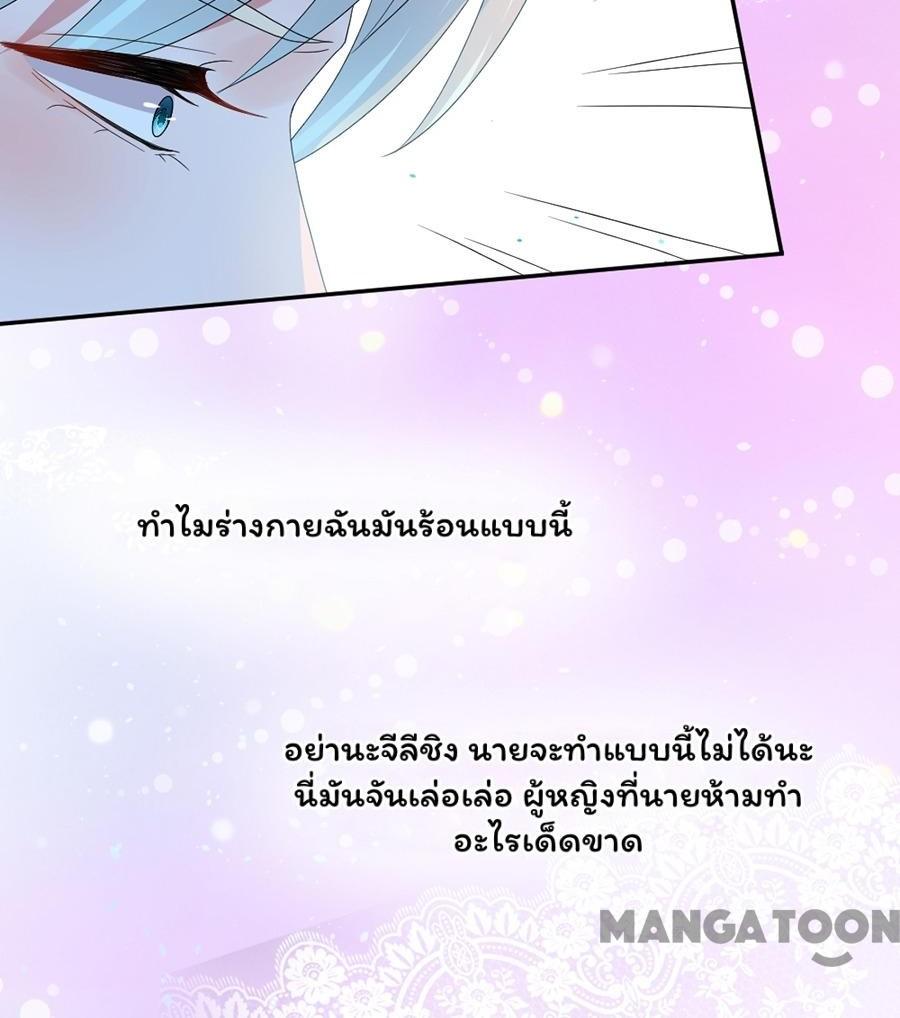 ทำไมร่างกายฉันมันร้อนแบบนี้
อย่านะจีลีชิง นายจะทำแบบนี้ไม่ได้นะ
นี่มันจันเล่อเล่อ ผู้หญิงที่นายห้ามทำ
อะไรเด็ดขาด
MANGATOON